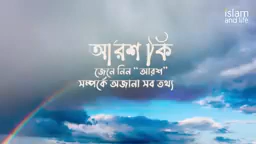 islam
and life
আরশ কি
জেনে নিন "আরশ"
সম্পর্কে অজানা সব তথ্য